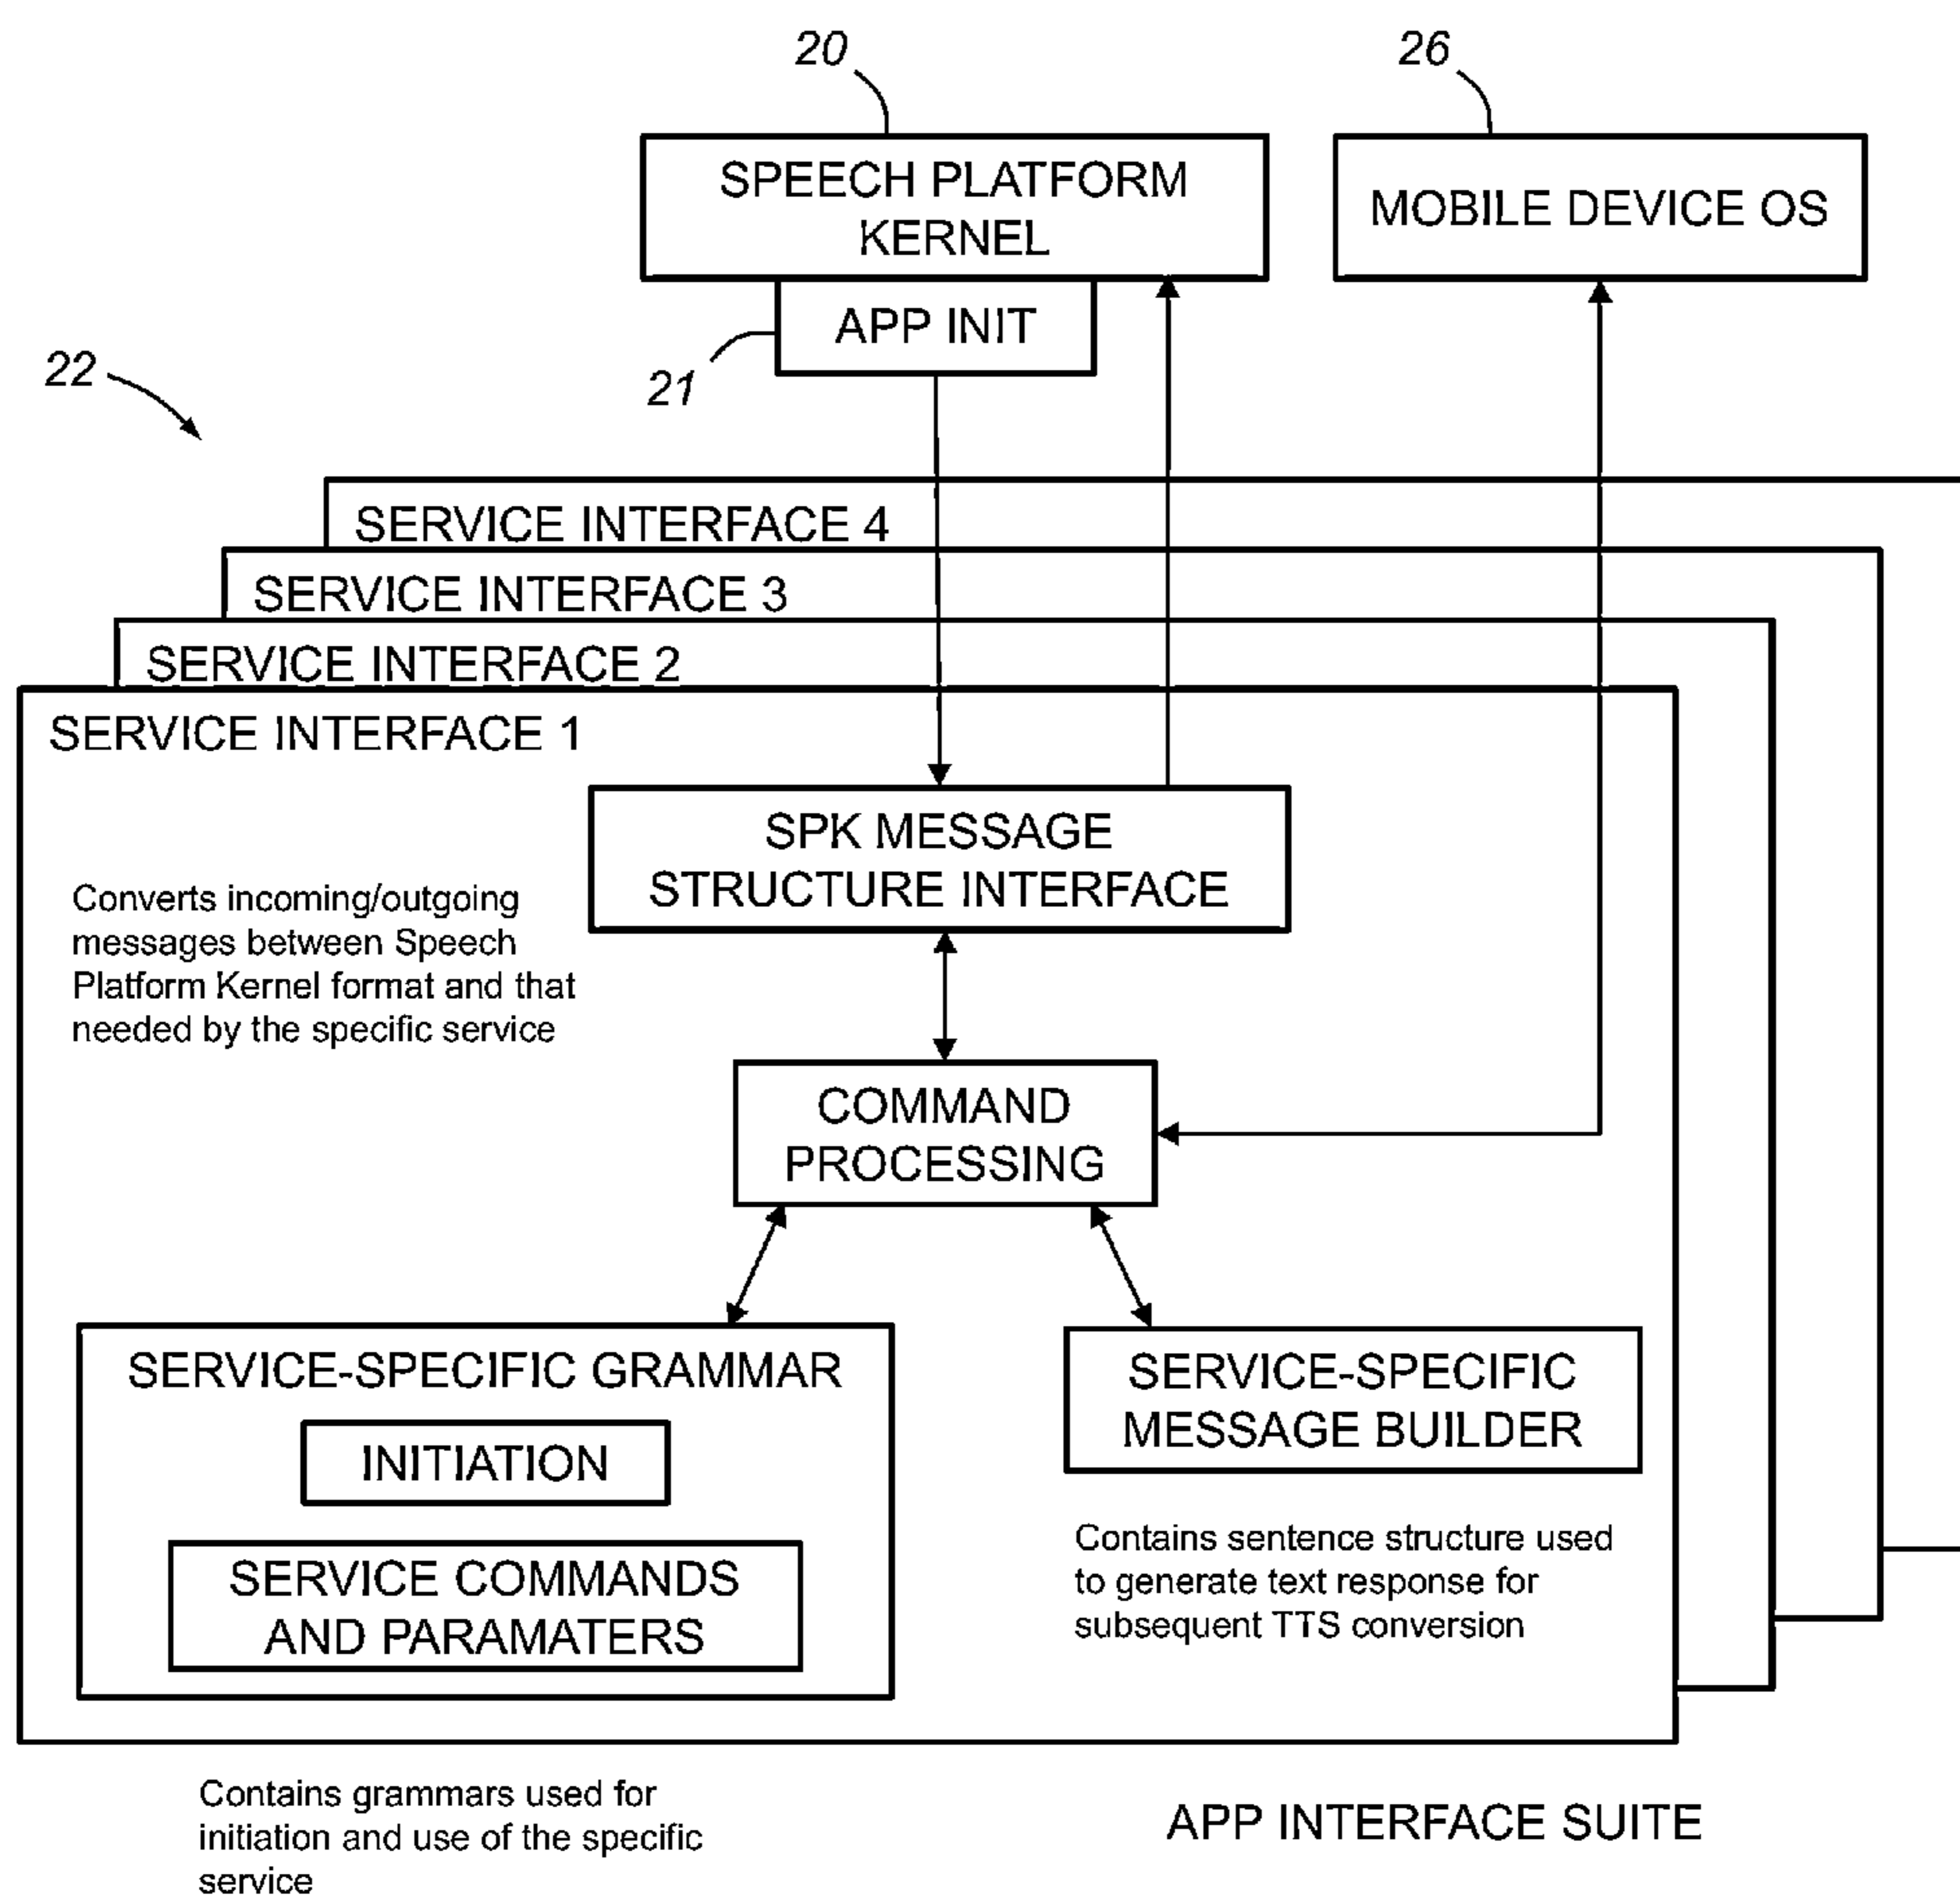 20
26
SPEECH PLATFORM
KERNEL
MOBILE DEVICE OS
APP INIT
21
22
SERVICE INTERFACE 4
SERVICE INTERFACE 3
SERVICE INTERFACE 2
SERVICE INTERFACE 1
SPK MESSAGE
STRUCTURE INTERFACE
Converts incoming/outgoing
messages between Speech
Platform Kernel format and that
needed by the specific service
COMMAND
PROCESSING
SERVICE-SPECIFIC GRAMMAR
INITIATION
SERVICE COMMANDS
AND PARAMATERS
SERVICE-SPECIFIC
MESSAGE BUILDER
Contains sentence structure used
to generate text response for
subsequent TTS conversion
Contains grammars used for
initiation and use of the specific
service
APP INTERFACE SUITE